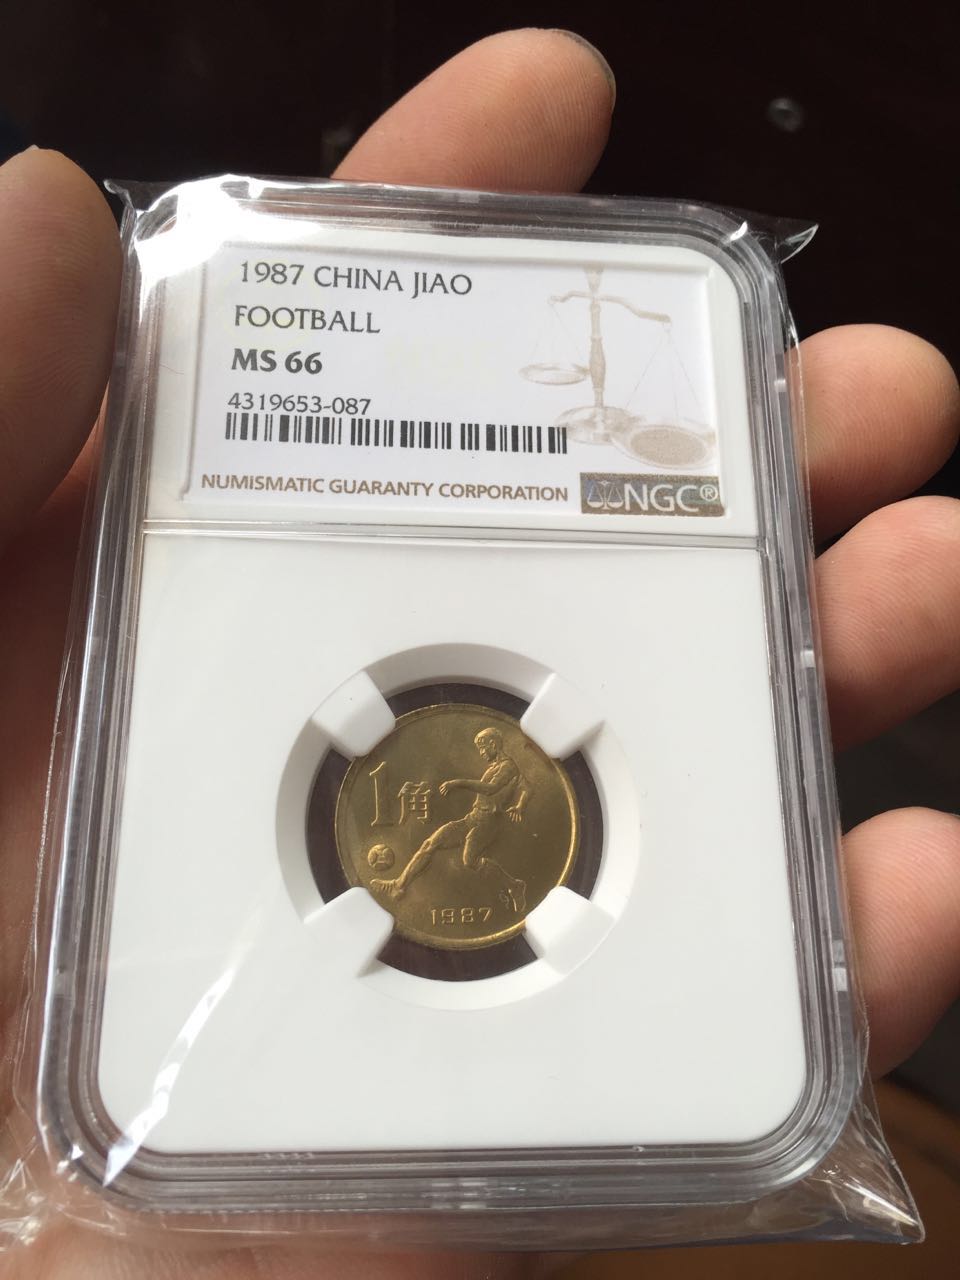 1987 CHINA JIAO
FOOTBALL
MS 66
4319653-087
NUMISMATIC GUARANTY CORPORATION
NGC®
1角
1987